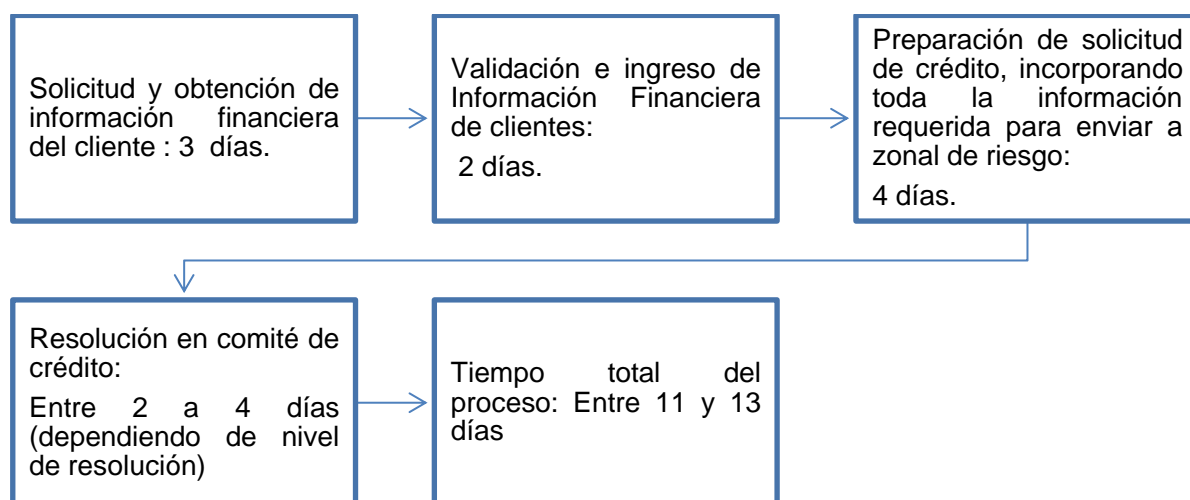 Solicitud y obtención de
información financiera
del cliente : 3 días.
Validación e ingreso de
Información Financiera
de clientes:
2 días.
Preparación de solicitud
de crédito, incorporando
toda la información
requerida para enviar a
zonal de riesgo:
4 días.
Resolución en comité de
crédito:
Entre 2 a 4 días
(dependiendo de nivel
de resolución)
Tiempo total del
proceso: Entre 11 y 13
días